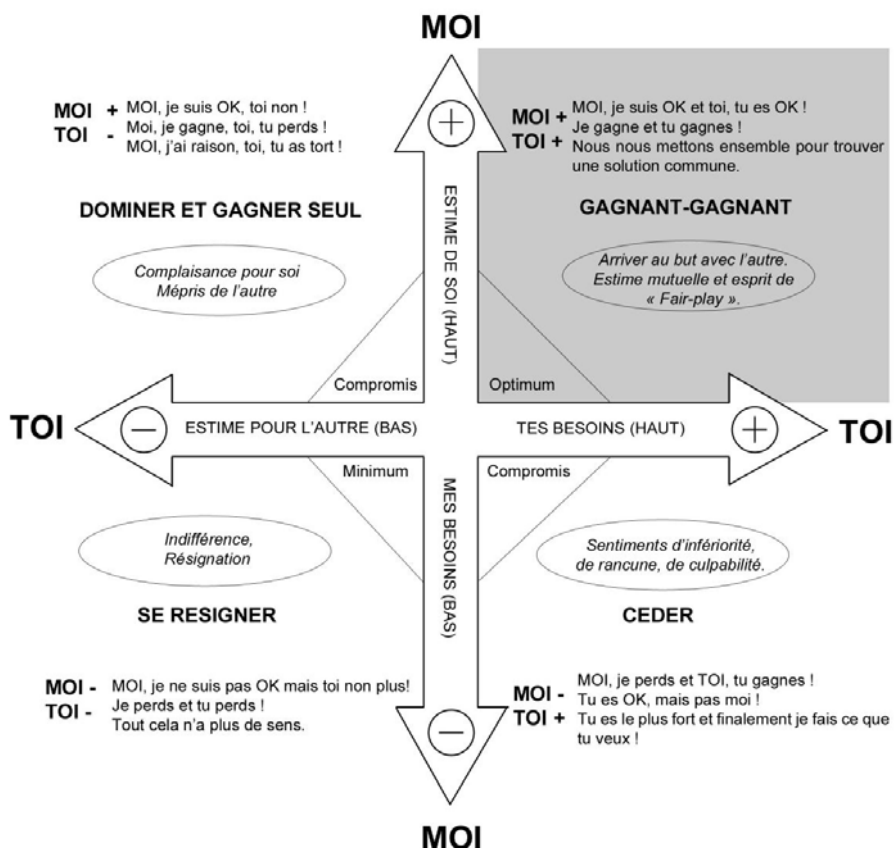 MOI
MOI + MOI, je suis OK, toi non !
TOI - Moi, je gagne, toi, tu perds !
MOI, j'ai raison, toi, tu as tort !
DOMINER ET GAGNER SEUL
Complaisance pour soi
Mépris de l'autre
MOI + MOI, je suis OK et toi, tu es OK !
TOI + Je gagne et tu gagnes !
Nous nous mettons ensemble pour trouver
une solution commune.
GAGNANT-GAGNANT
Arriver au but avec l'autre.
Estime mutuelle et esprit de
« Fair-play ».
+
ESTIME DE SOI (HAUT)
Compromis
Optimum
TOI
−
ESTIME POUR L'AUTRE (BAS)
TES BESOINS (HAUT)
+
TOI
Minimum
Compromis
MES BESOINS (BAS)
−
Indifférence,
Résignation
SE RESIGNER
MOI - MOI, je ne suis pas OK mais toi non plus!
TOI - Je perds et tu perds !
Tout cela n'a plus de sens.
Sentiments d'infériorité,
de rancune, de culpabilité.
CEDER
MOI, je perds et TOI, tu gagnes !
MOI - Tu es OK, mais pas moi !
TOI + Tu es le plus fort et finalement je fais ce que
tu veux !
MOI